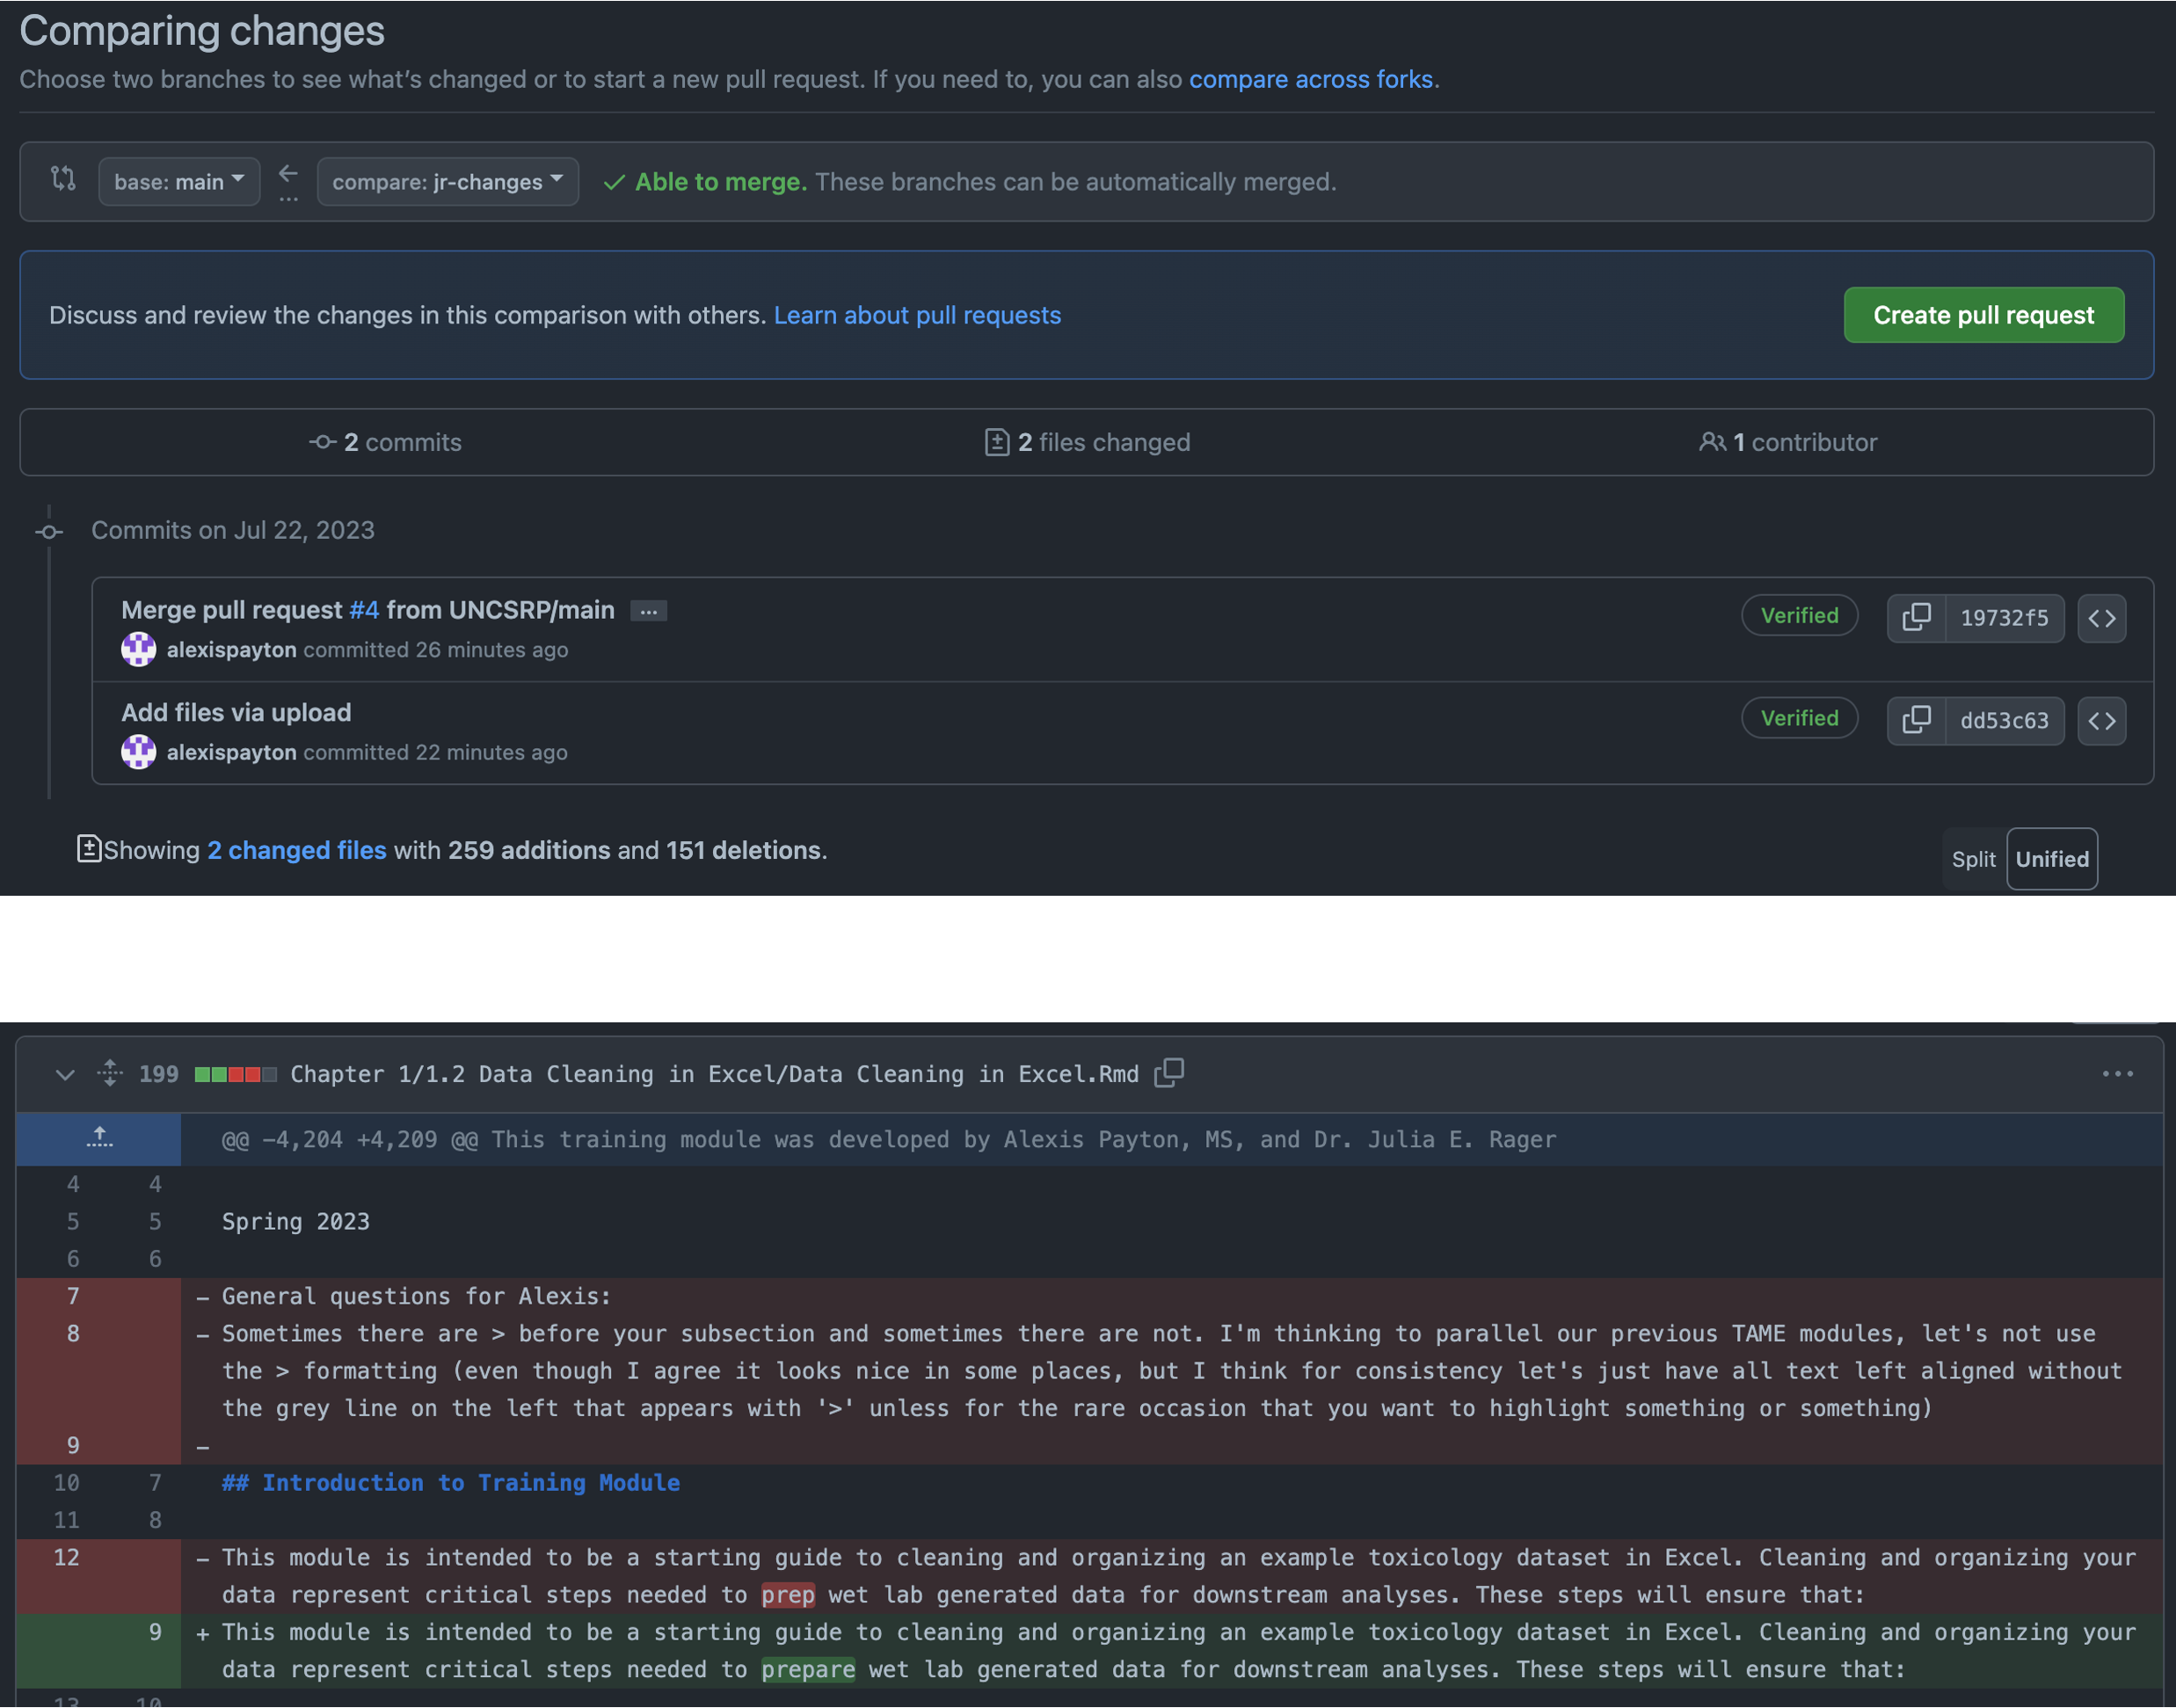 Comparing changes
Choose two branches to see what's changed or to start a new pull request. If you need to, you can also compare across forks.
base: main ← ... compare: jr-changes ✓ Able to merge. These branches can be automatically merged.
Discuss and review the changes in this comparison with others. Learn about pull requests Create pull request
2 commits 2 files changed 1 contributor
Commits on Jul 22, 2023
Merge pull request #4 from UNCSRP/main ... Verified 19732f5 <>
alexispayton committed 26 minutes ago
Add files via upload Verified dd53c63 <>
alexispayton committed 22 minutes ago
Showing 2 changed files with 259 additions and 151 deletions. Split Unified
199 Chapter 1/1.2 Data Cleaning in Excel/Data Cleaning in Excel.Rmd ...
@@ -4,204 +4,209 @@ This training module was developed by Alexis Payton, MS, and Dr. Julia E. Rager
4 4
5 5 Spring 2023
6 6
7 - General questions for Alexis:
8 - Sometimes there are > before your subsection and sometimes there are not. I'm thinking to parallel our previous TAME modules, let's not use
the > formatting (even though I agree it looks nice in some places, but I think for consistency let's just have all text left aligned without
the grey line on the left that appears with '>' unless for the rare occasion that you want to highlight something or something)
9 -
10 7 ## Introduction to Training Module
11 8
12 - This module is intended to be a starting guide to cleaning and organizing an example toxicology dataset in Excel. Cleaning and organizing your
data represent critical steps needed to prep wet lab generated data for downstream analyses. These steps will ensure that:
9 + This module is intended to be a starting guide to cleaning and organizing an example toxicology dataset in Excel. Cleaning and organizing your
data represent critical steps needed to prepare wet lab generated data for downstream analyses. These steps will ensure that:
13 10